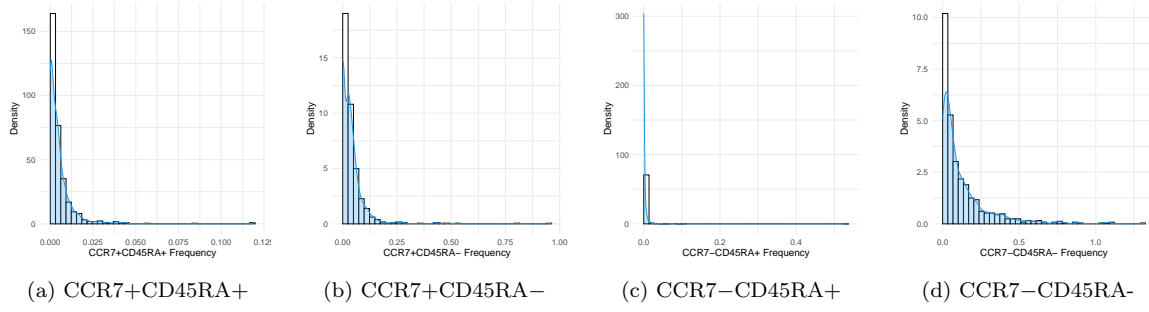 150
100
50
0
Density
0.000
0.025
0.050
0.075
0.100
0.125
CCR7+CD45RA+ Frequency
(a) CCR7+CD45RA+
15
10
5
0
Density
0.00
0.25
0.50
0.75
1.00
CCR7+CD45RA− Frequency
(b) CCR7+CD45RA−
300
200
100
0
Density
0.0
0.2
0.4
CCR7−CD45RA+ Frequency
(c) CCR7−CD45RA+
10.0
7.5
5.0
2.5
0.0
Density
0.0
0.5
1.0
CCR7−CD45RA− Frequency
(d) CCR7−CD45RA-